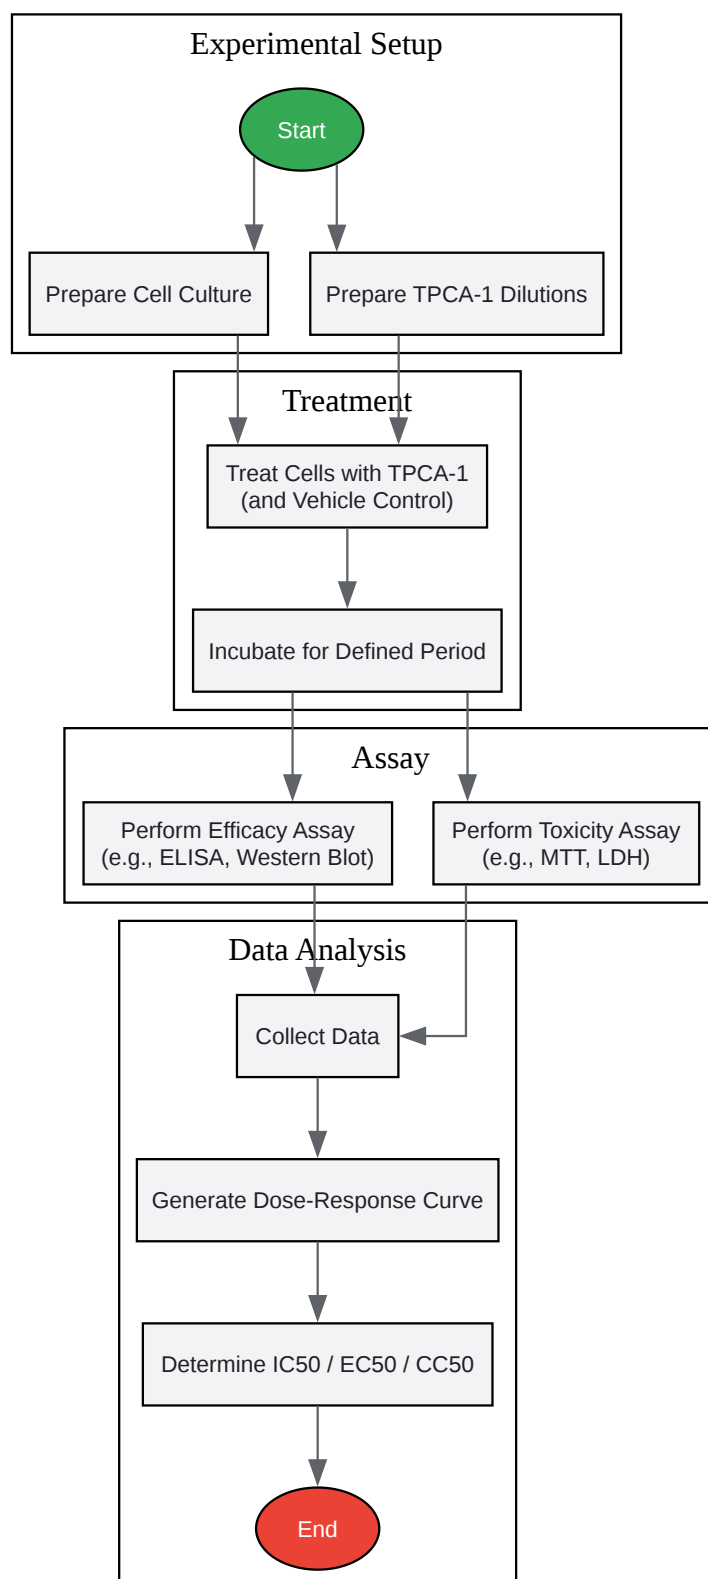 Experimental Setup
Start
Prepare Cell Culture
Prepare TPCA-1 Dilutions
Treatment
Treat Cells with TPCA-1
(and Vehicle Control)
Incubate for Defined Period
Assay
Perform Efficacy Assay
(e.g., ELISA, Western Blot)
Perform Toxicity Assay
(e.g., MTT, LDH)
Data Analysis
Collect Data
Generate Dose-Response Curve
Determine IC50 / EC50 / CC50
End